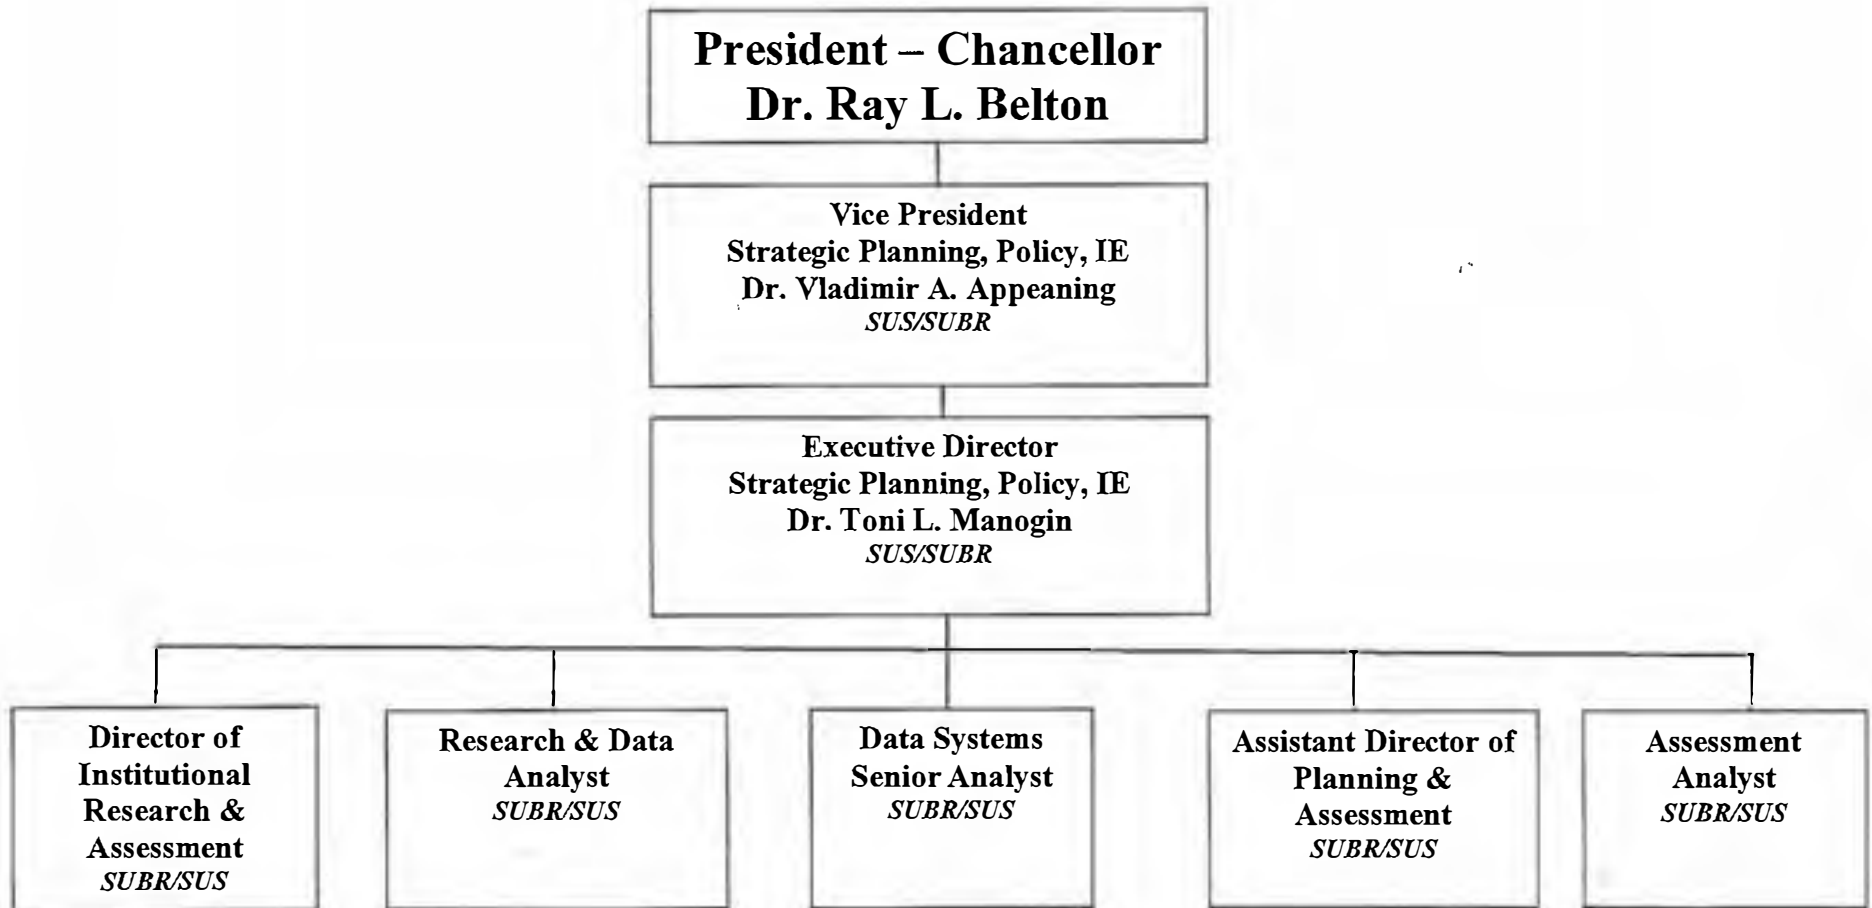 President – Chancellor
Dr. Ray L. Belton
Vice President
Strategic Planning, Policy, IE
Dr. Vladimir A. Appeaning
SUS/SUBR
Executive Director
Strategic Planning, Policy, IE
Dr. Toni L. Manogin
SUS/SUBR
Director of
Institutional
Research &
Assessment
SUBR/SUS
Research & Data
Analyst
SUBR/SUS
Data Systems
Senior Analyst
SUBR/SUS
Assistant Director of
Planning &
Assessment
SUBR/SUS
Assessment
Analyst
SUBR/SUS